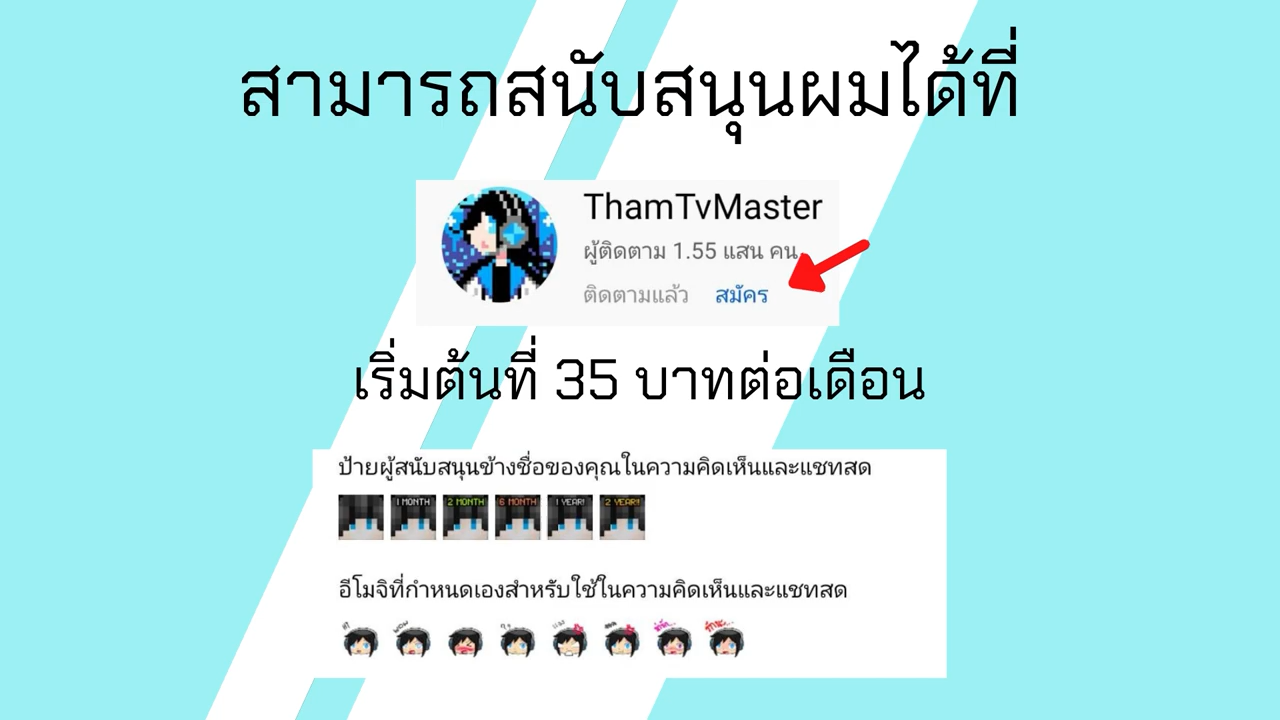 สามารถสนับสนุนผมได้ที่
ThamTvMaster
ผู้ติดตาม 1.55 แสน คน
ติดตามแล้ว สมัคร
เริ่มต้นที่ 35 บาทต่อเดือน
ป้ายผู้สนับสนุนข้างชื่อของคุณในความคิดเห็นและแชทสด
1 MONTH 2 MONTH 6 MONTH 1 YEAR! 2 YEAR!!
อีโมจิที่กำหนดเองสำหรับใช้ในความคิดเห็นและแชทสด